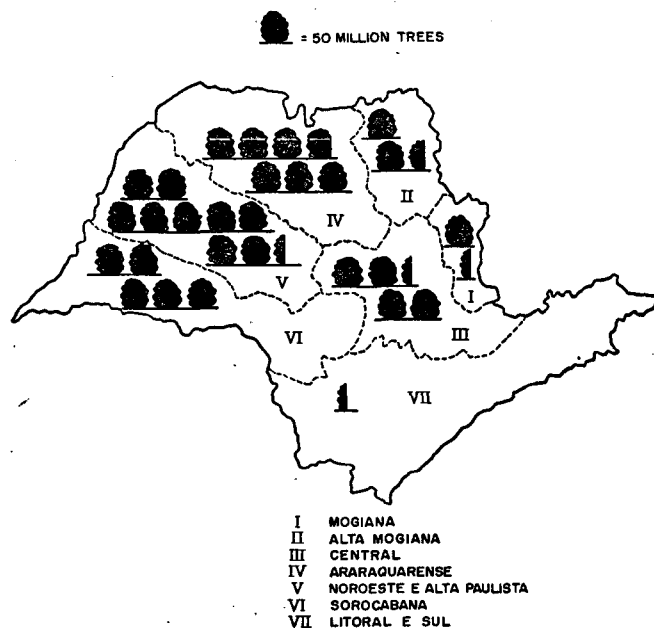 = 50 MILLION TREES
IV
II
V
I
VI
III
VII
I MOGIANA
II ALTA MOGIANA
III CENTRAL
IV ARARAQUARENSE
V NOROESTE E ALTA PAULISTA
VI SOROCABANA
VII LITORAL E SUL